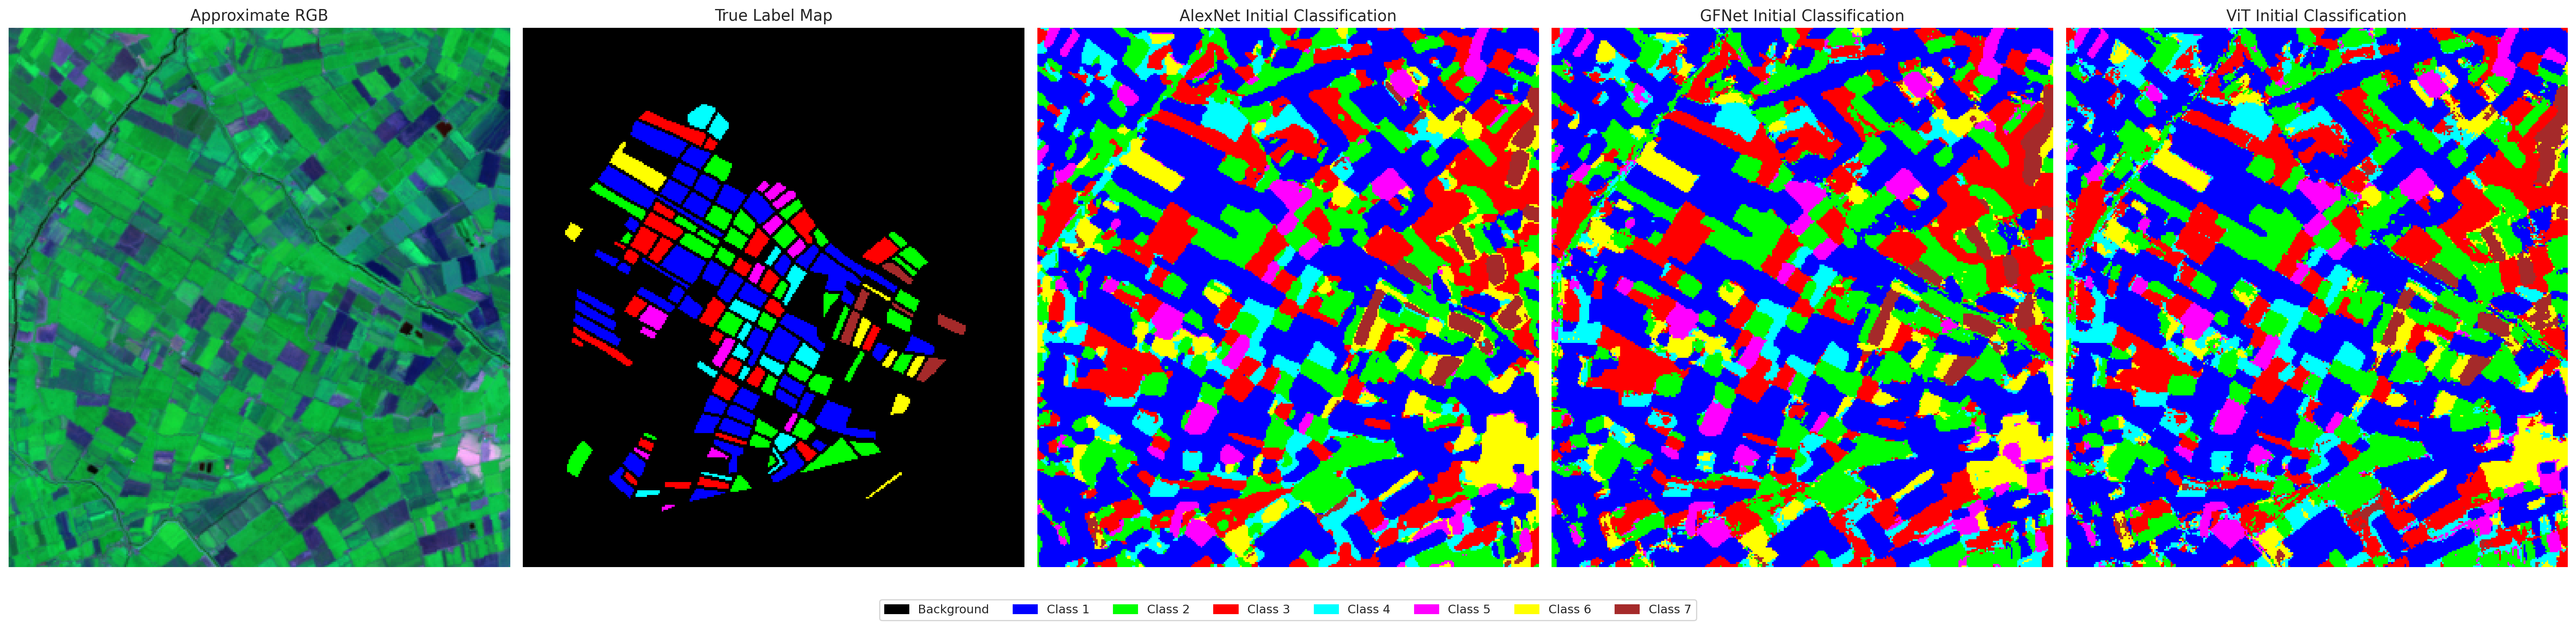 Approximate RGB
True Label Map
AlexNet Initial Classification
GFNet Initial Classification
ViT Initial Classification
Background Class 1 Class 2 Class 3 Class 4 Class 5 Class 6 Class 7